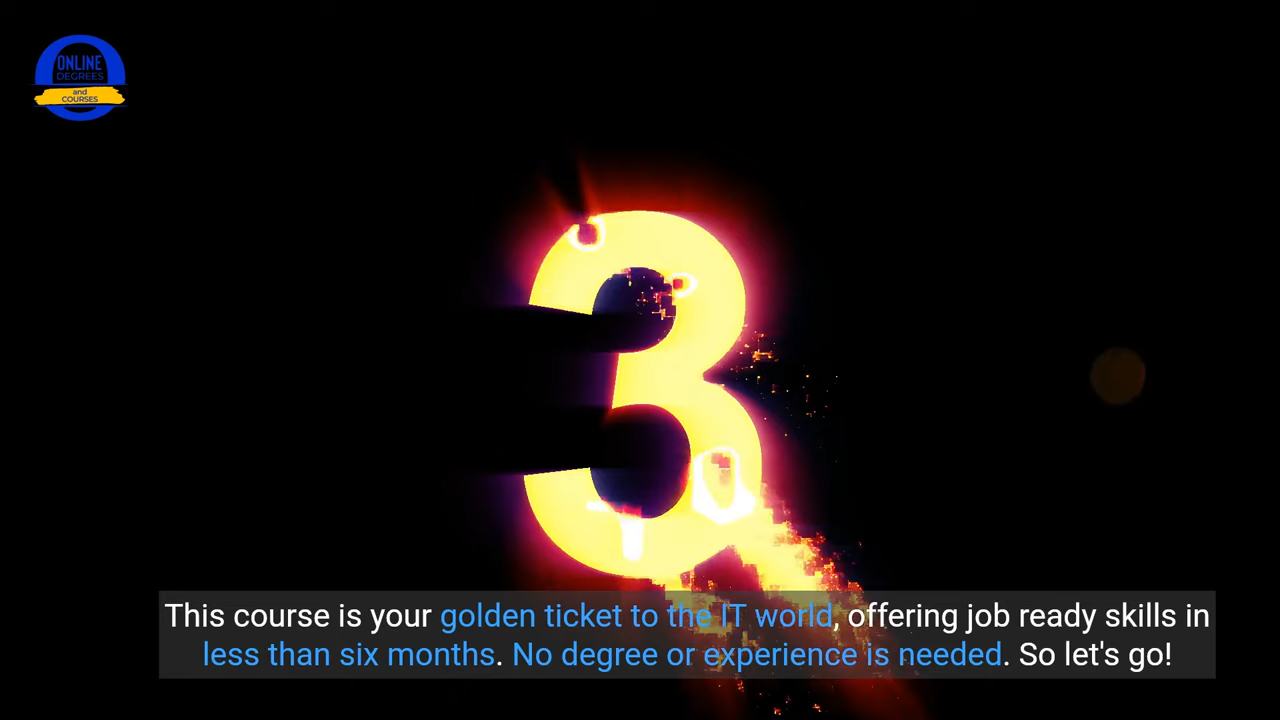 ONLINE
DEGREES
and
COURSES
3
This course is your golden ticket to the IT world, offering job ready skills in
less than six months. No degree or experience is needed. So let's go!